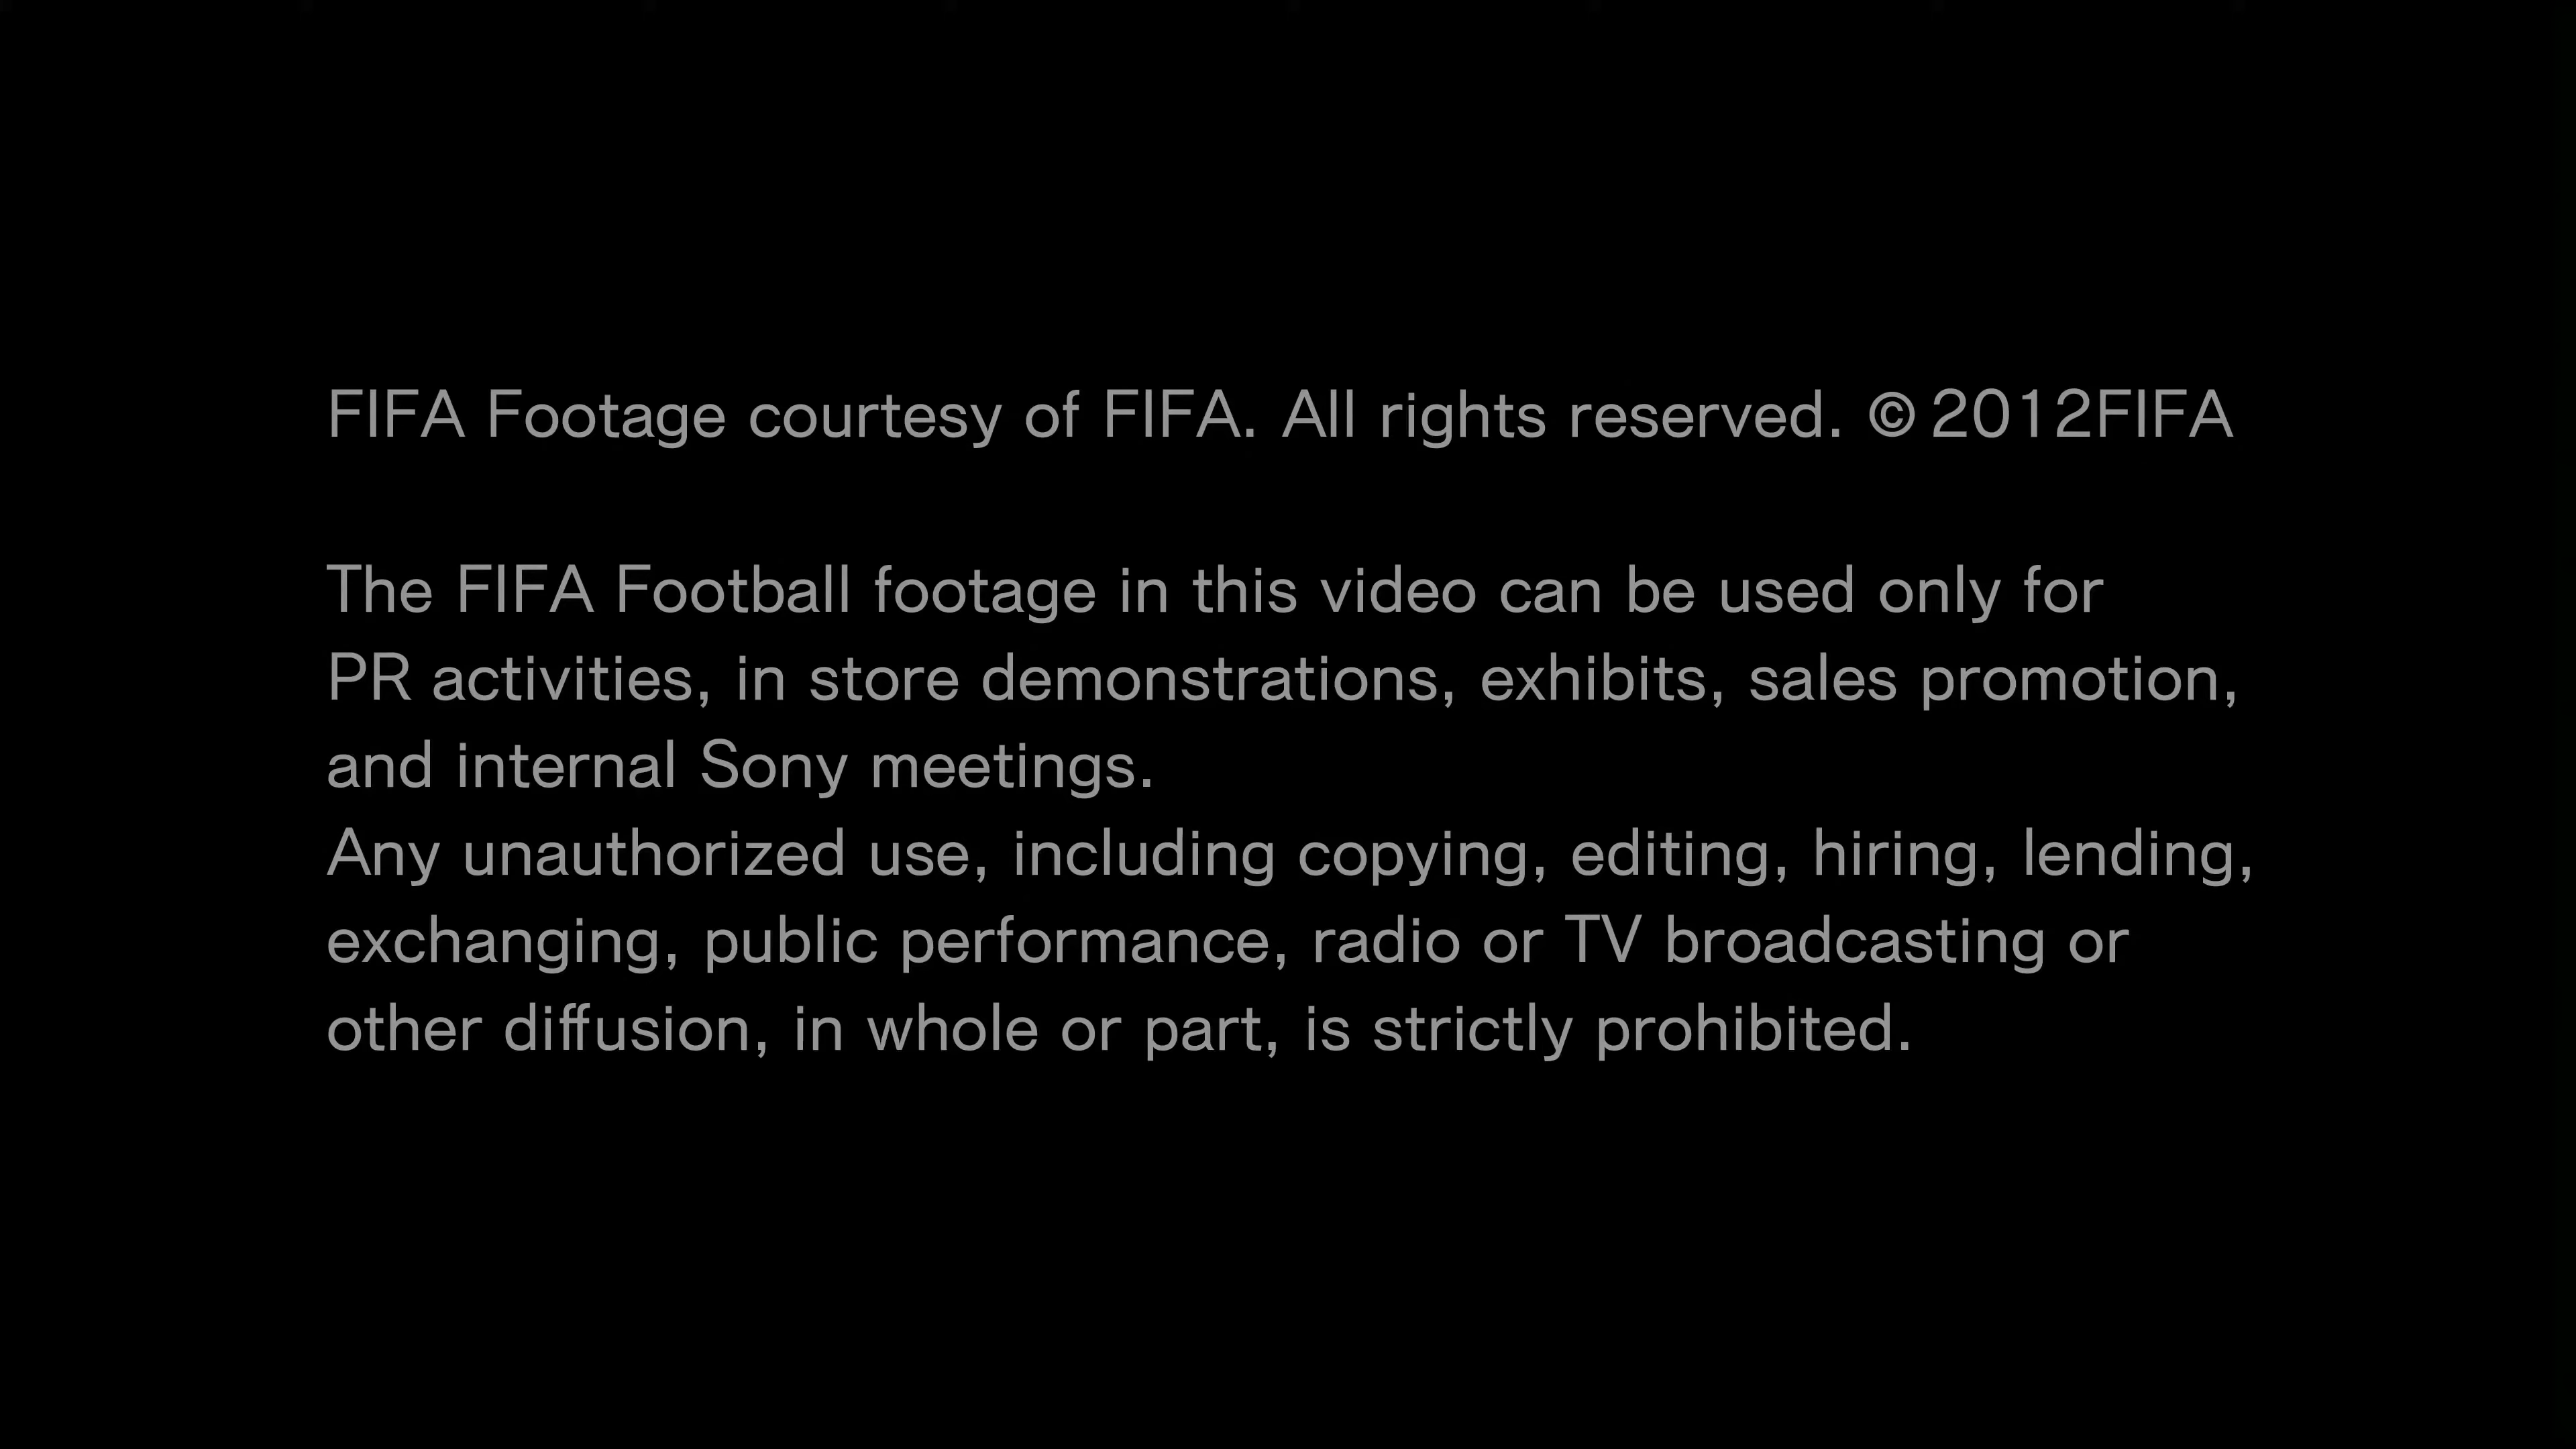 FIFA Footage courtesy of FIFA. All rights reserved. © 2012FIFA
The FIFA Football footage in this video can be used only for
PR activities, in store demonstrations, exhibits, sales promotion,
and internal Sony meetings.
Any unauthorized use, including copying, editing, hiring, lending,
exchanging, public performance, radio or TV broadcasting or
other diffusion, in whole or part, is strictly prohibited.